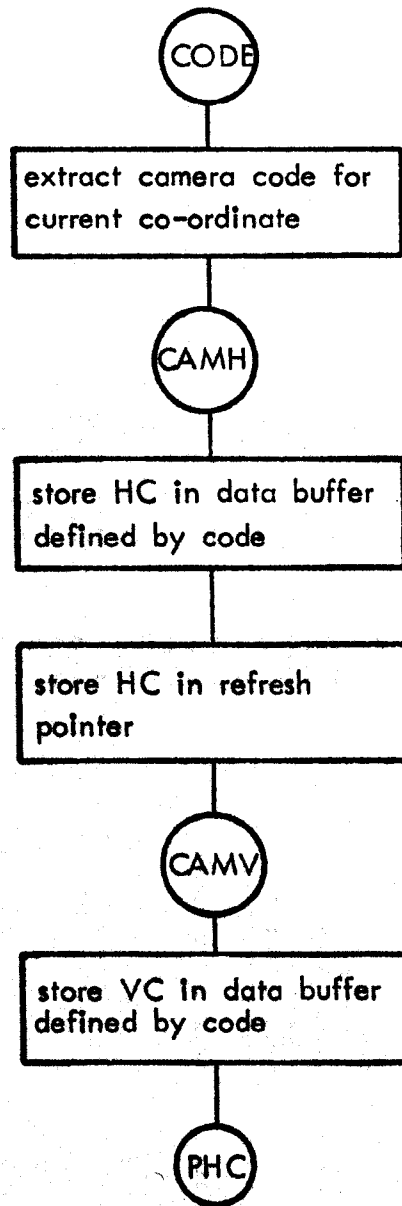 CODE
extract camera code for
current co-ordinate
CAMH
store HC in data buffer
defined by code
store HC in refresh
pointer
CAMV
store VC in data buffer
defined by code
PHC